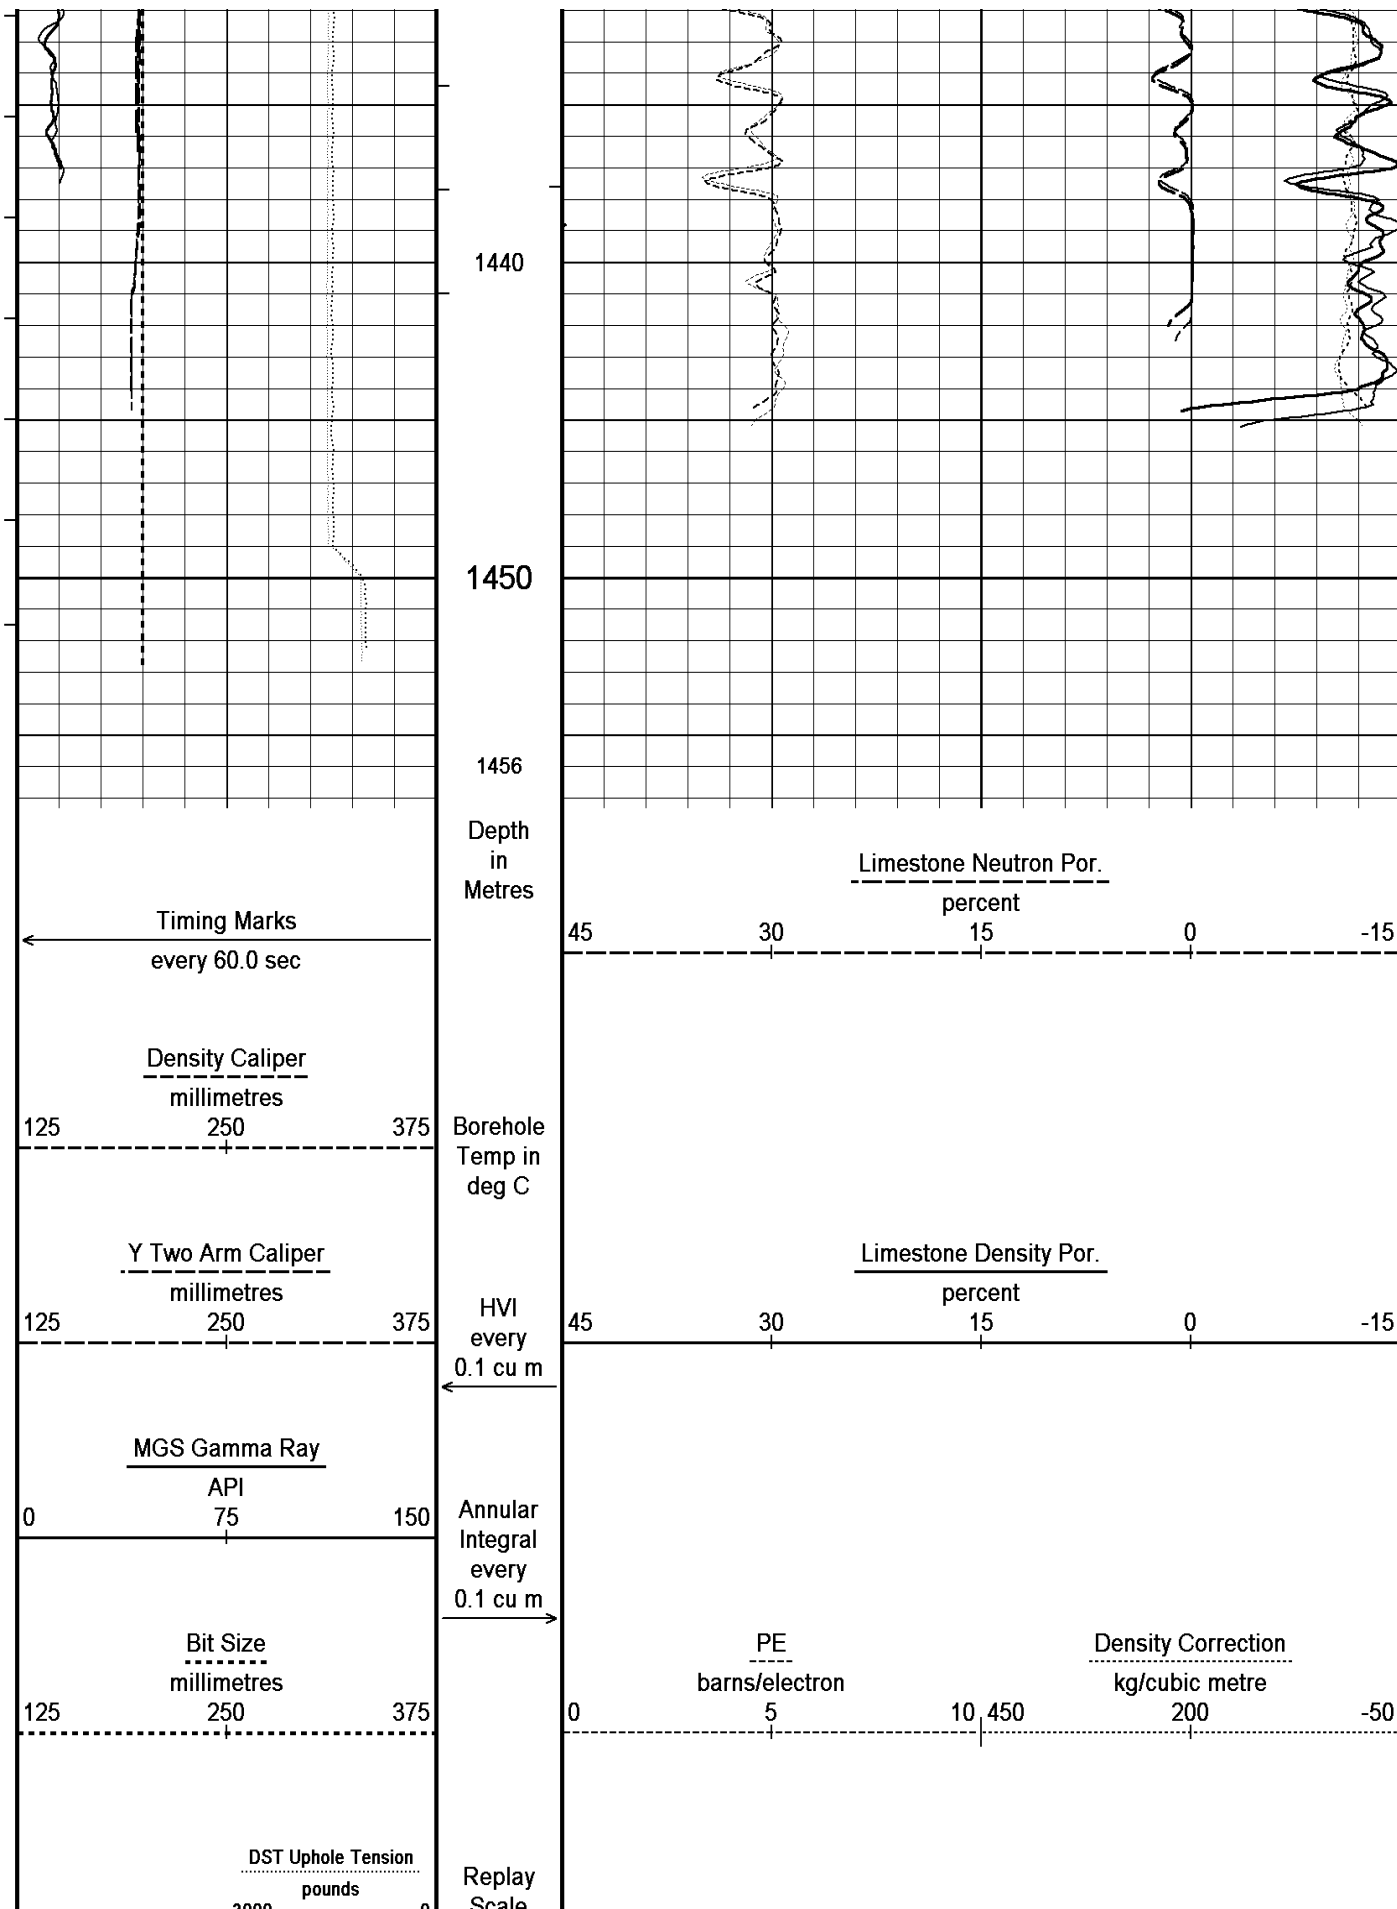 1440
1450
1456
Depth
in
Metres
Timing Marks
every 60.0 sec
Limestone Neutron Por.
percent
45 30 15 0 -15
Density Caliper
millimetres
125 250 375
Borehole
Temp in
deg C
Y Two Arm Caliper
millimetres
125 250 375
HVI
every
0.1 cu m
Limestone Density Por.
percent
45 30 15 0 -15
MGS Gamma Ray
API
0 75 150
Annular
Integral
every
0.1 cu m
Bit Size
millimetres
125 250 375
PE
barns/electron
0 5 10
Density Correction
kg/cubic metre
450 200 -50
DST Uphole Tension
pounds
3000 0
Replay
Scale